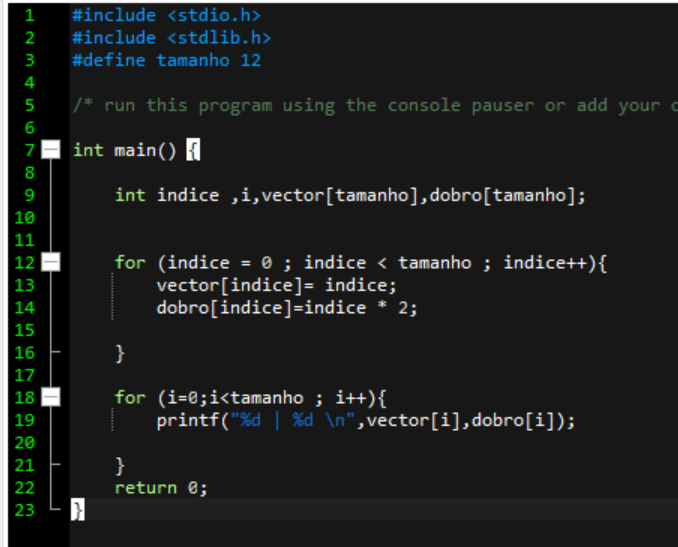 1 #include <stdio.h>
2 #include <stdlib.h>
3 #define tamanho 12
4
5 /* run this program using the console pauser or add your
6
7 int main() {
8
9 int indice ,i,vector[tamanho],dobro[tamanho];
10
11
12 for (indice = 0 ; indice < tamanho ; indice++){
13 vector[indice]= indice;
14 dobro[indice]=indice * 2;
15
16 }
17
18 for (i=0;i<tamanho ; i++){
19 printf("%d | %d \n",vector[i],dobro[i]);
20
21 }
22 return 0;
23 }